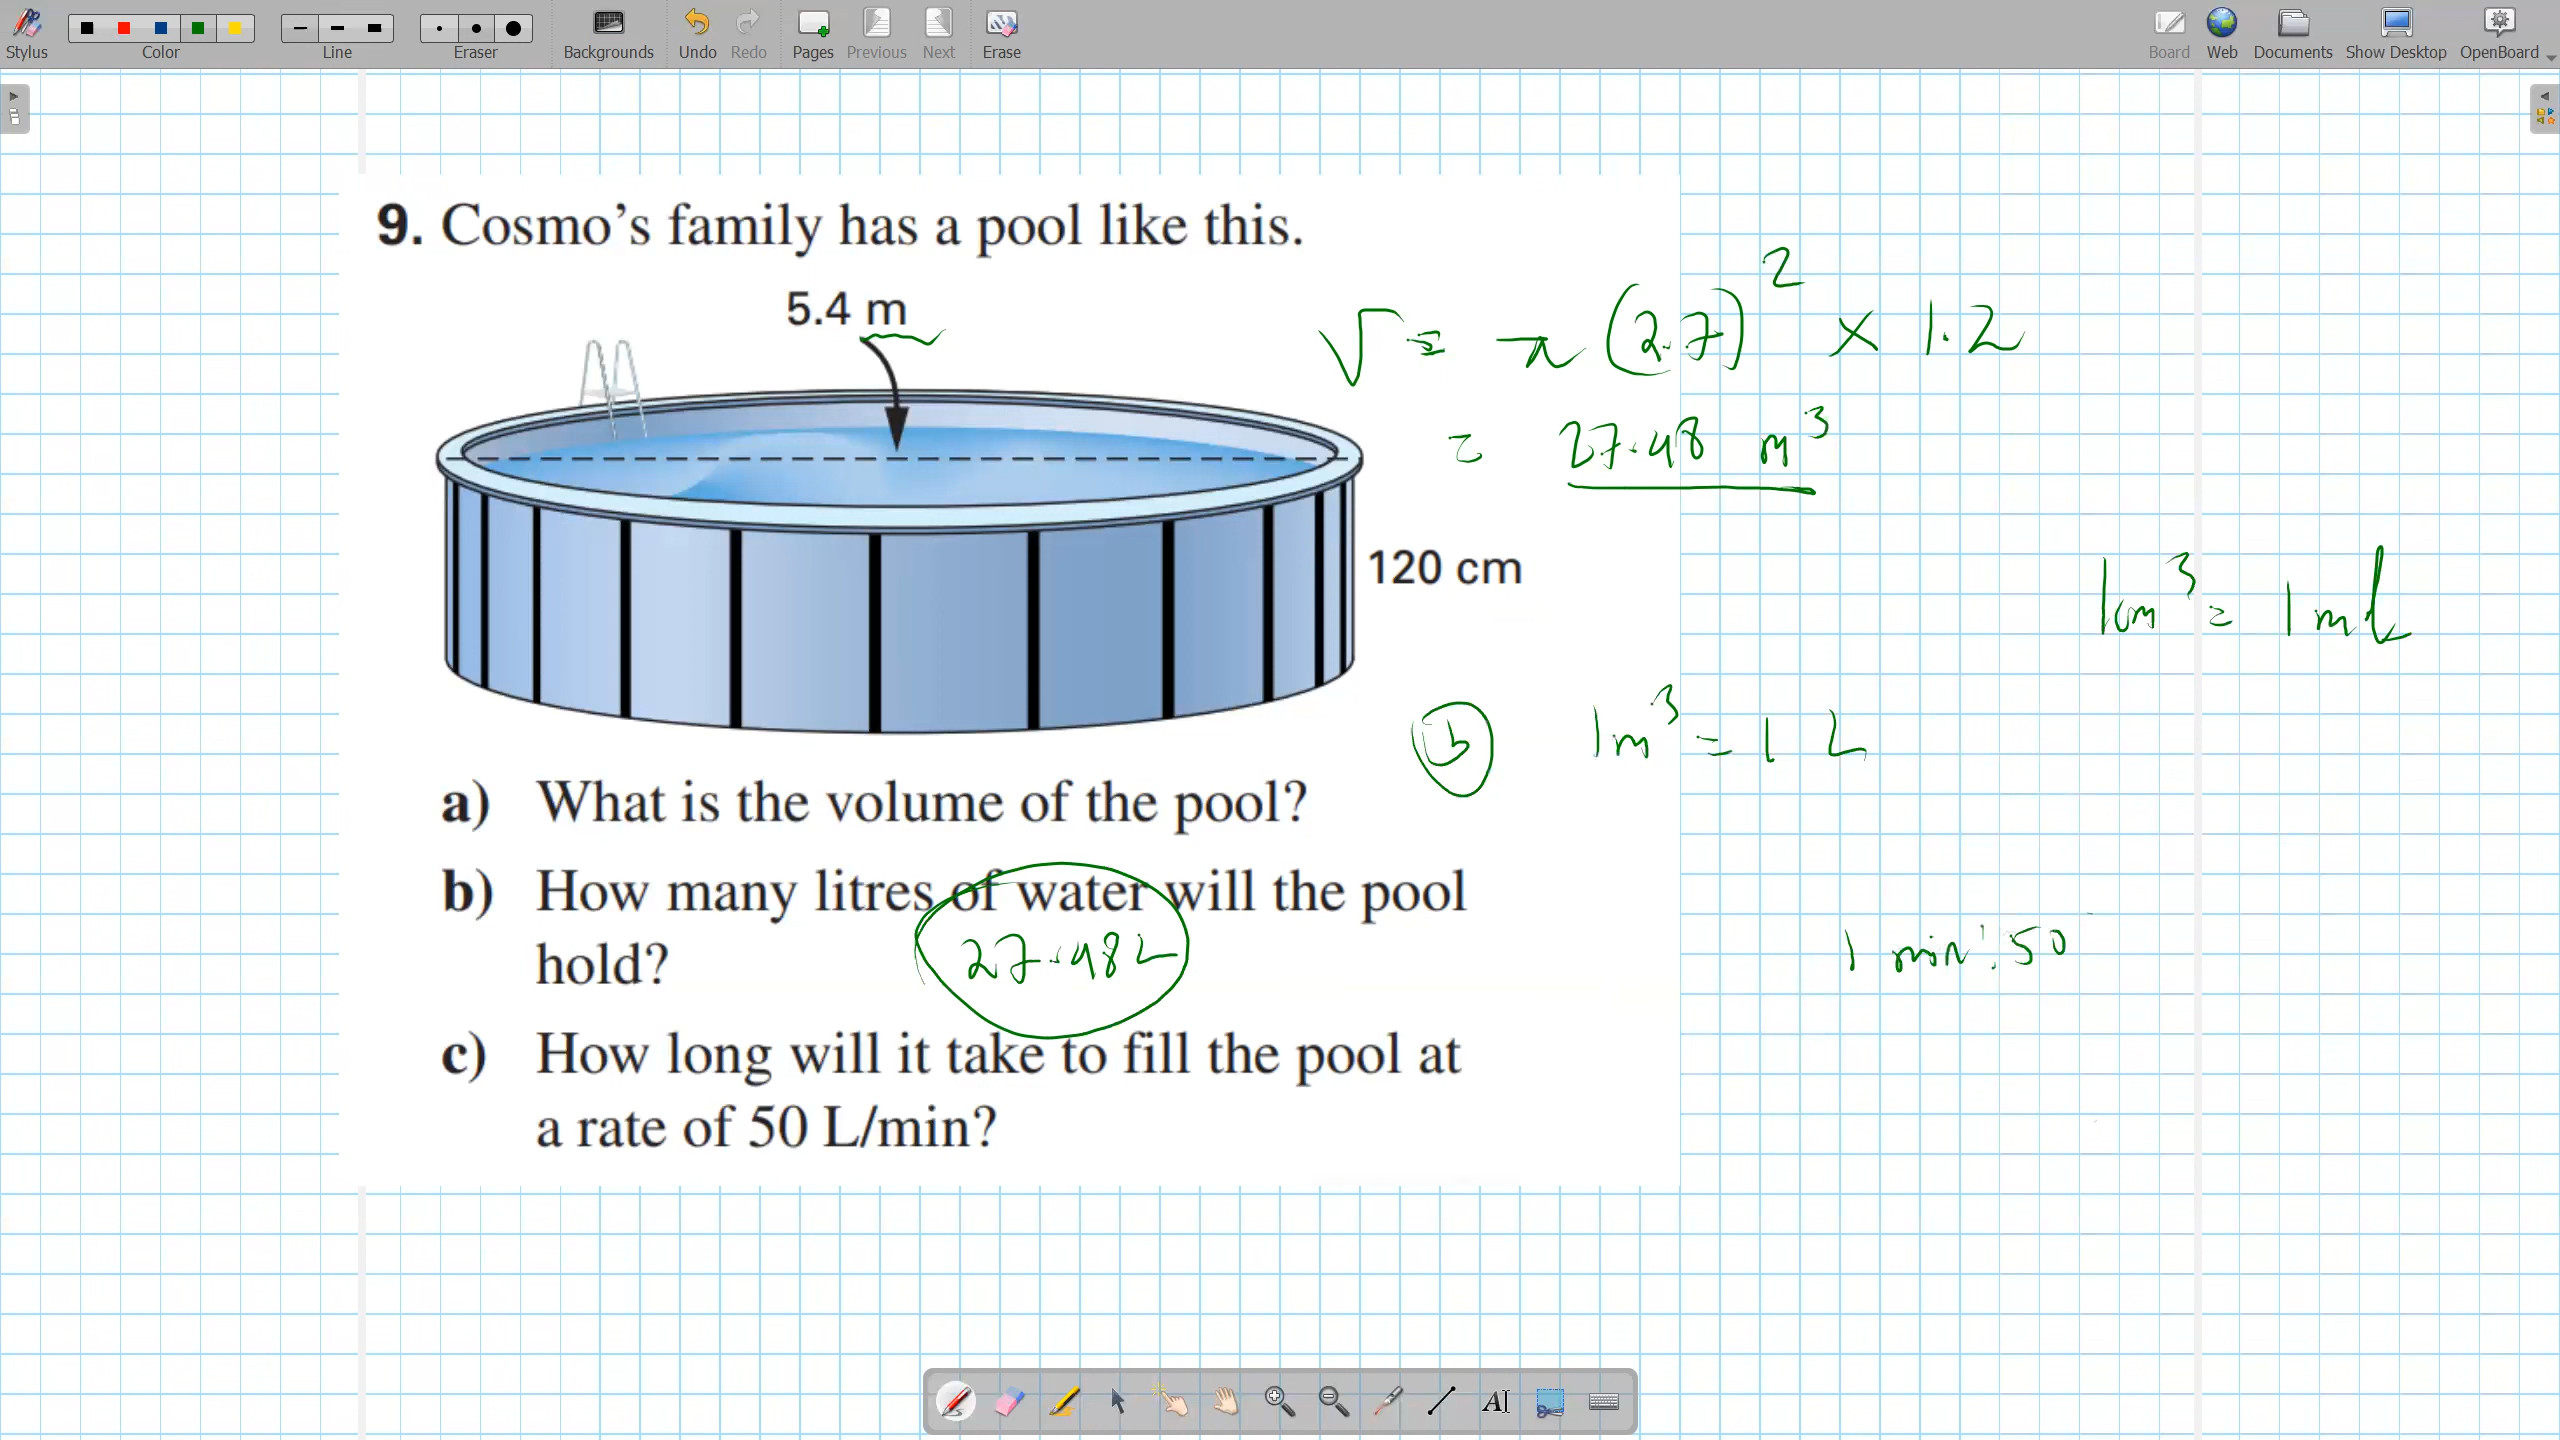 Stylus Color Line Eraser Backgrounds Undo Redo Pages Previous Next Erase Board Web Documents Show Desktop OpenBoard
9. Cosmo's family has a pool like this.
5.4 m
V = π (2.7)² × 1.2
= 27.48 m³
120 cm
1cm³ = 1mL
b 1m³ = 1 L
a) What is the volume of the pool?
b) How many litres of water will the pool
hold? 27.48L
1 min : 50
c) How long will it take to fill the pool at
a rate of 50 L/min?